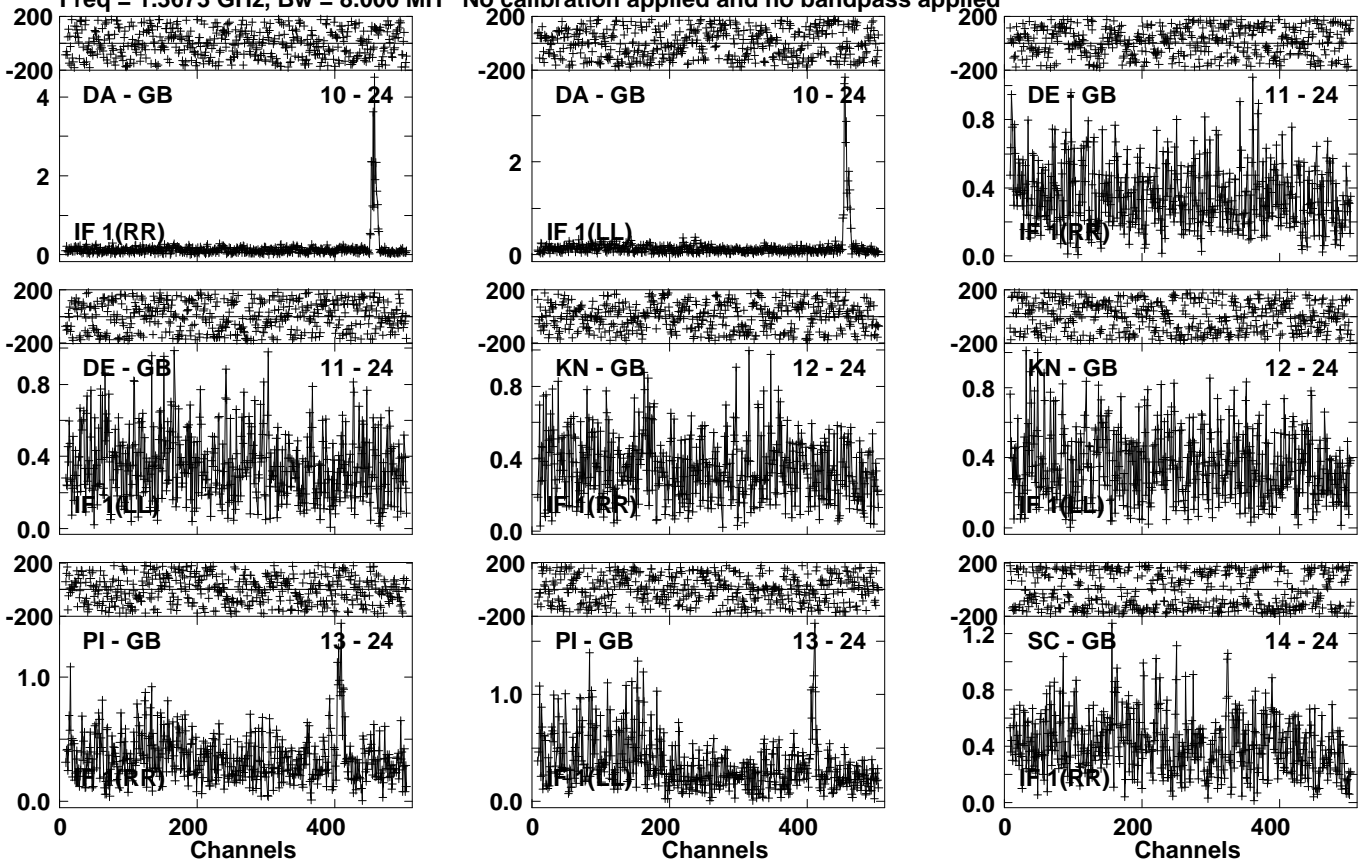 Freq = 1.5675 GHz, Bw = 8.000 MH No calibration applied and no bandpass applied
200
-200
DA - GB 10 - 24
4
2
0
IF 1(RR)
200
-200
DA - GB 10 - 24
2
0
IF 1(LL)
200
-200
DE - GB 11 - 24
0.8
0.4
0.0
IF 1(RR)
200
-200
DE - GB 11 - 24
0.8
0.4
0.0
IF 1(LL)
200
-200
KN - GB 12 - 24
0.8
0.4
0.0
IF 1(RR)
200
-200
KN - GB 12 - 24
0.8
0.4
0.0
IF 1(LL)
200
-200
PI - GB 13 - 24
1.0
0.0
IF 1(RR)
0 200 400
Channels
200
-200
PI - GB 13 - 24
1.0
0.0
IF 1(LL)
0 200 400
Channels
200
-200
SC - GB 14 - 24
1.2
0.8
0.4
0.0
IF 1(RR)
0 200 400
Channels